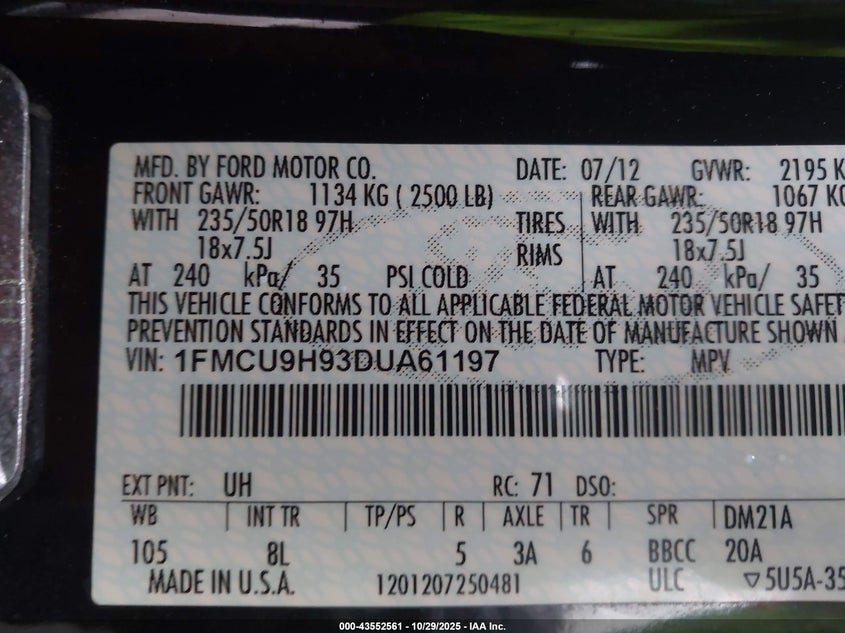 MFD. BY FORD MOTOR CO. DATE: 07/12 GVWR: 2195 K
FRONT GAWR: 1134 KG ( 2500 LB) REAR GAWR: 1067 KG
WITH 235/50R18 97H TIRES WITH 235/50R18 97H
18x7.5J RIMS 18x7.5J
AT 240 kPa/ 35 PSI COLD AT 240 kPa/ 35
THIS VEHICLE CONFORMS TO ALL APPLICABLE FEDERAL MOTOR VEHICLE SAFET
PREVENTION STANDARDS IN EFFECT ON THE DATE OF MANUFACTURE SHOWN
VIN: 1FMCU9H93DUA61197 TYPE: MPV
EXT PNT: UH RC: 71 DSO:
WB INT TR TP/PS R AXLE TR SPR DM21A
105 8L 5 3A 6 BBCC 20A
MADE IN U.S.A. 1201207250481 ULC ▽5U5A-35
000-43552561 - 10/29/2025 - IAA Inc.